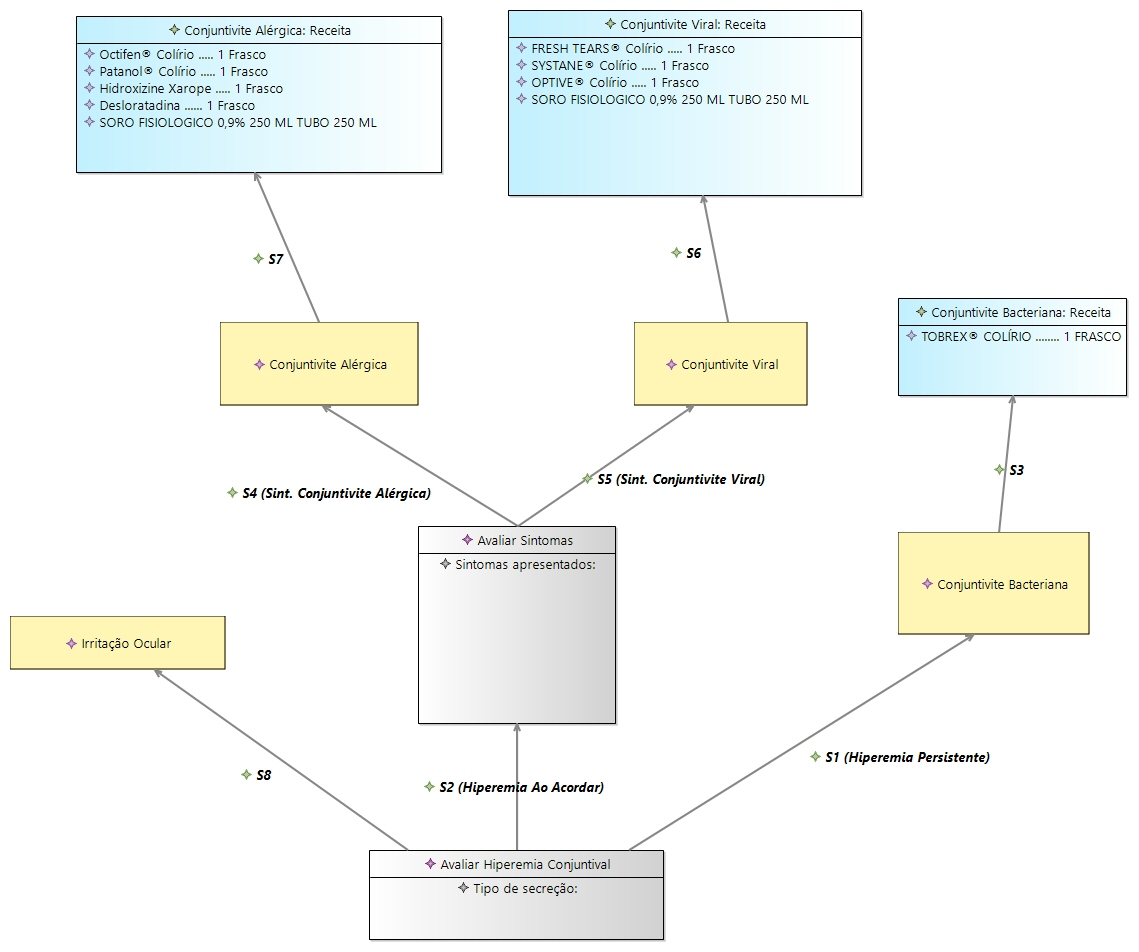 Conjuntivite Alérgica: Receita
Octifen® Colírio ..... 1 Frasco
Patanol® Colírio ..... 1 Frasco
Hidroxizine Xarope ..... 1 Frasco
Desloratadina ...... 1 Frasco
SORO FISIOLOGICO 0,9% 250 ML TUBO 250 ML
Conjuntivite Viral: Receita
FRESH TEARS® Colírio ..... 1 Frasco
SYSTANE® Colírio ..... 1 Frasco
OPTIVE® Colírio ..... 1 Frasco
SORO FISIOLOGICO 0,9% 250 ML TUBO 250 ML
S7
S6
Conjuntivite Bacteriana: Receita
TOBREX® COLÍRIO ........ 1 FRASCO
Conjuntivite Alérgica
Conjuntivite Viral
S3
S4 (Sint. Conjuntivite Alérgica)
S5 (Sint. Conjuntivite Viral)
Avaliar Sintomas
Sintomas apresentados:
Conjuntivite Bacteriana
Irritação Ocular
S8
S2 (Hiperemia Ao Acordar)
S1 (Hiperemia Persistente)
Avaliar Hiperemia Conjuntival
Tipo de secreção: